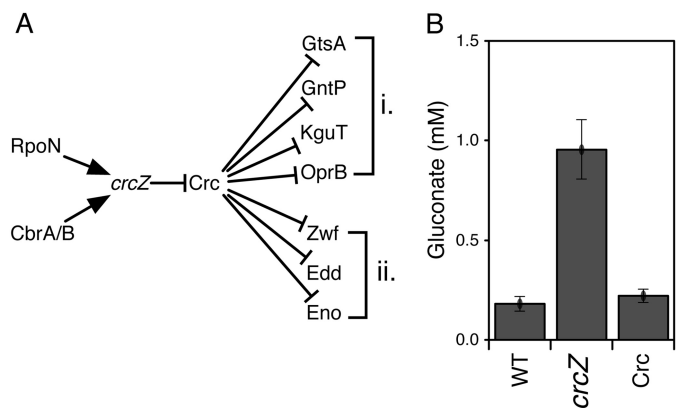 A
RpoN
CbrA/B
crcZ
Crc
GtsA
GntP
KguT
OprB
i.
Zwf
Edd
Eno
ii.
B
Gluconate (mM)
1.5
1.0
0.5
0.0
WT
crcZ
Crc